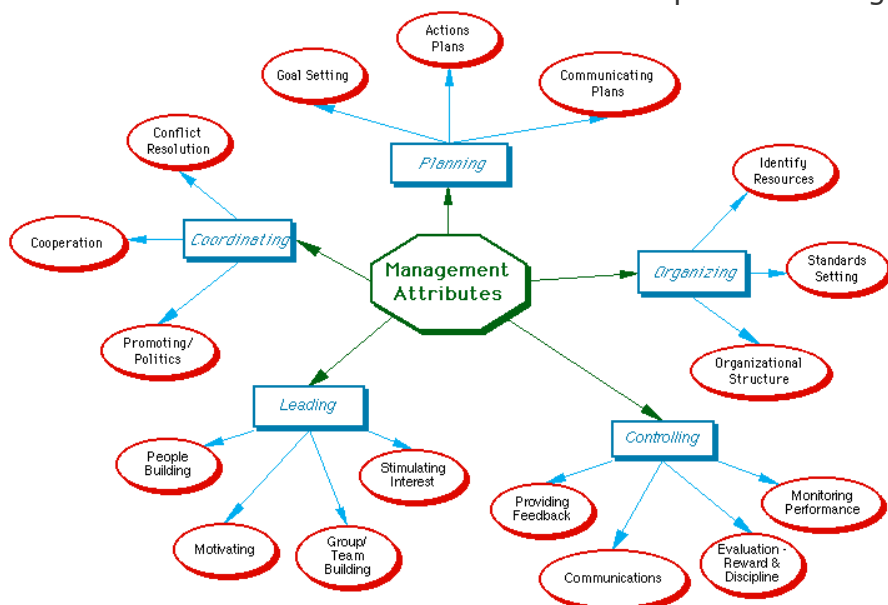 Actions
Plans
Goal Setting
Communicating
Plans
Planning
Conflict
Resolution
Cooperation
Coordinating
Promoting/
Politics
Management
Attributes
Identify
Resources
Organizing
Standards
Setting
Organizational
Structure
Leading
People
Building
Motivating
Group/
Team
Building
Stimulating
Interest
Controlling
Providing
Feedback
Communications
Evaluation -
Reward &
Discipline
Monitoring
Performance